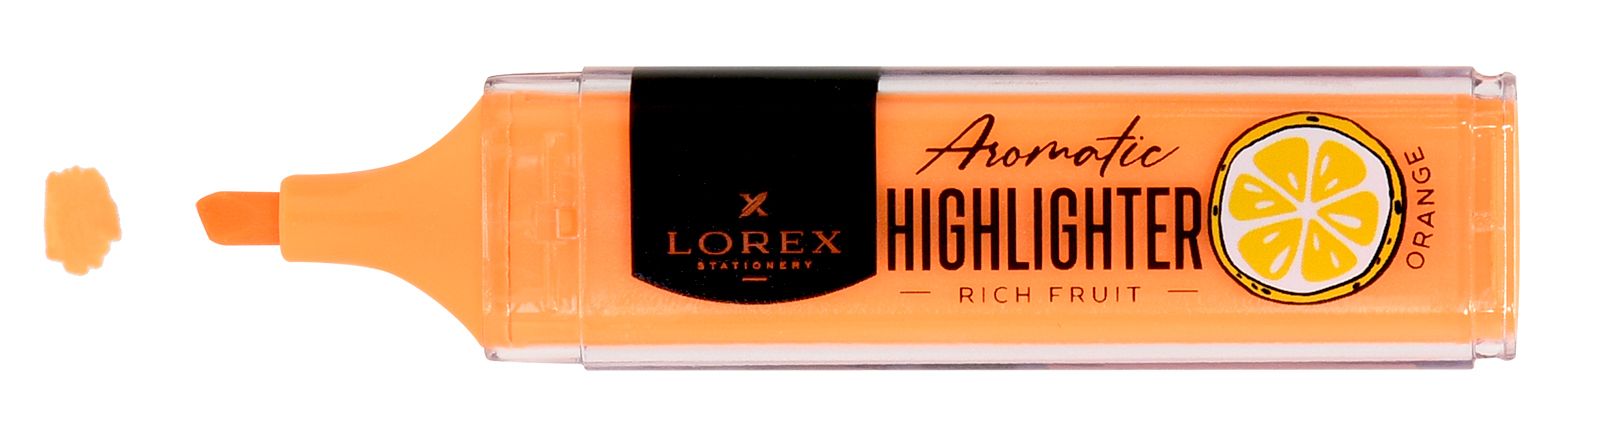 LOREX
STATIONERY
Aromatic
HIGHLIGHTER
RICH FRUIT
ORANGE